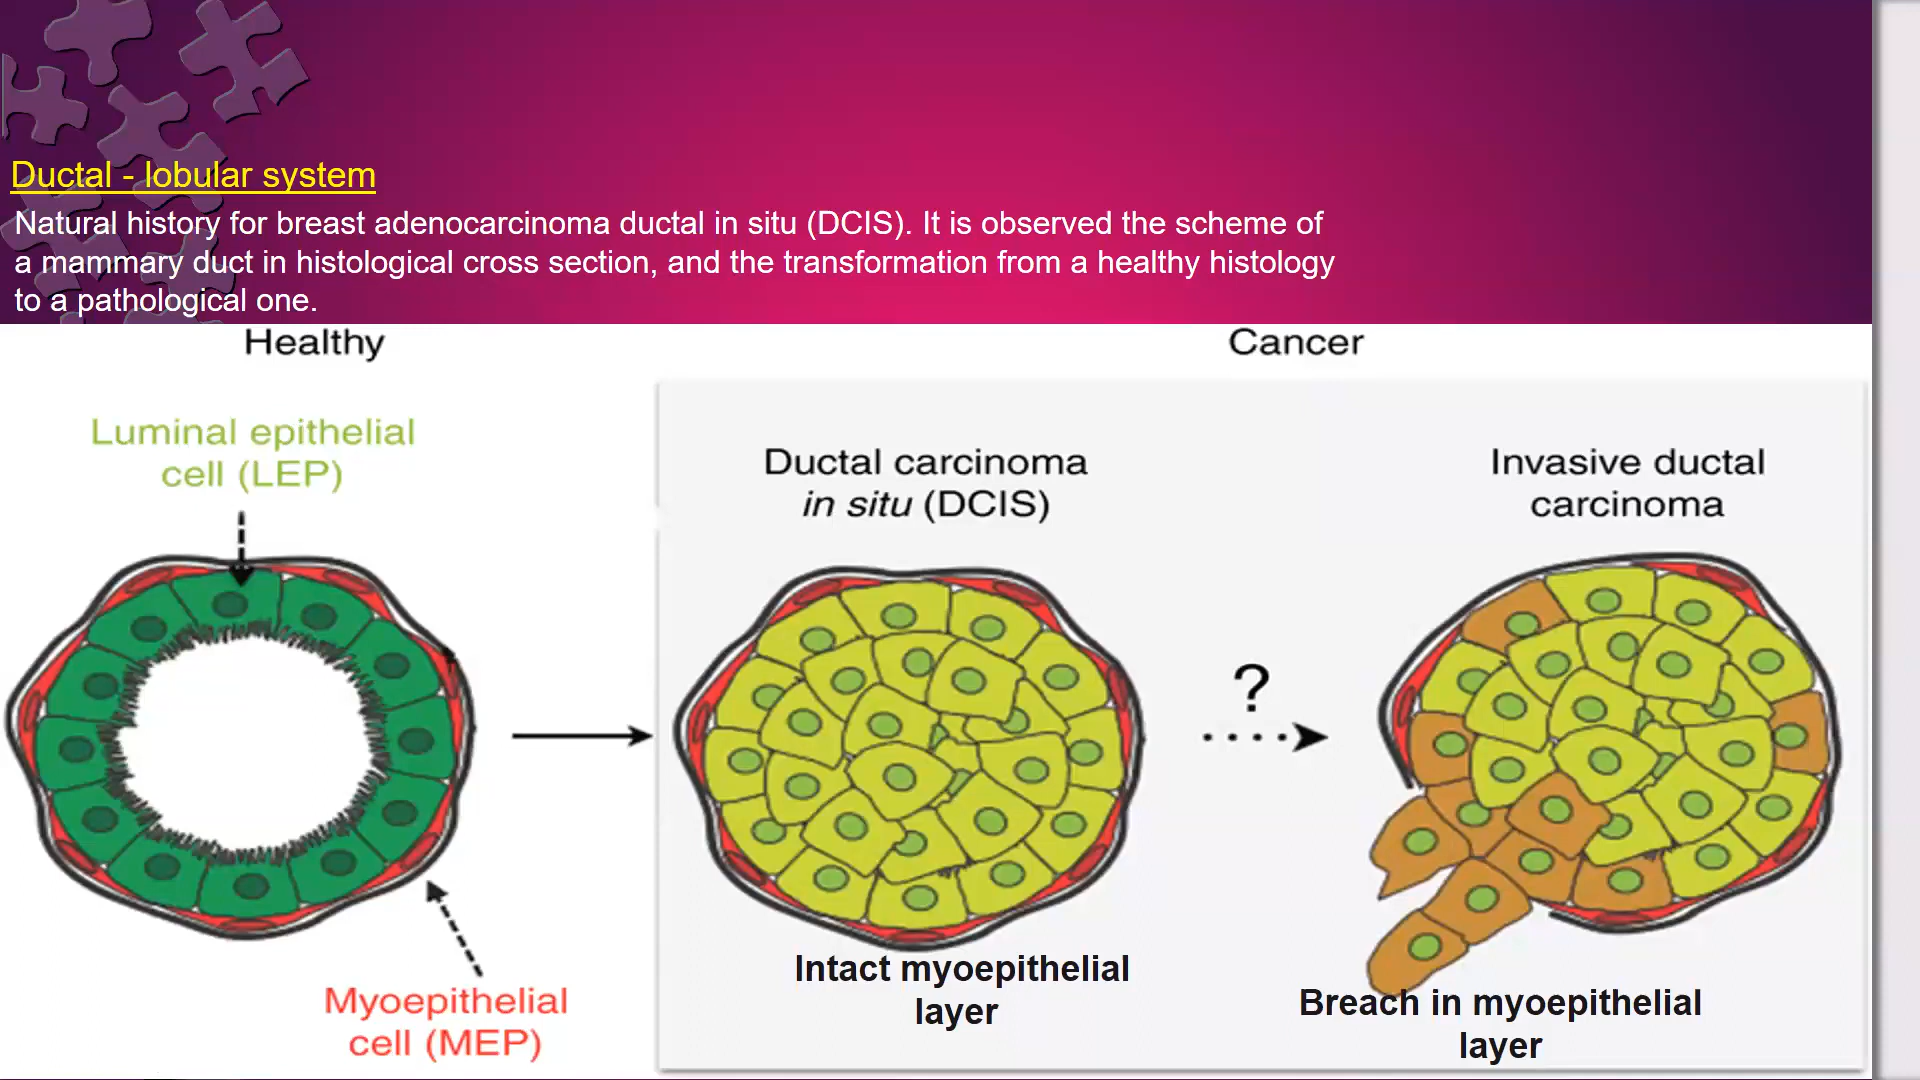 Ductal - lobular system
Natural history for breast adenocarcinoma ductal in situ (DCIS). It is observed the scheme of
a mammary duct in histological cross section, and the transformation from a healthy histology
to a pathological one.
Healthy
Cancer
Luminal epithelial
cell (LEP)
Ductal carcinoma
in situ (DCIS)
Invasive ductal
carcinoma
?
Intact myoepithelial
layer
Breach in myoepithelial
layer
Myoepithelial
cell (MEP)